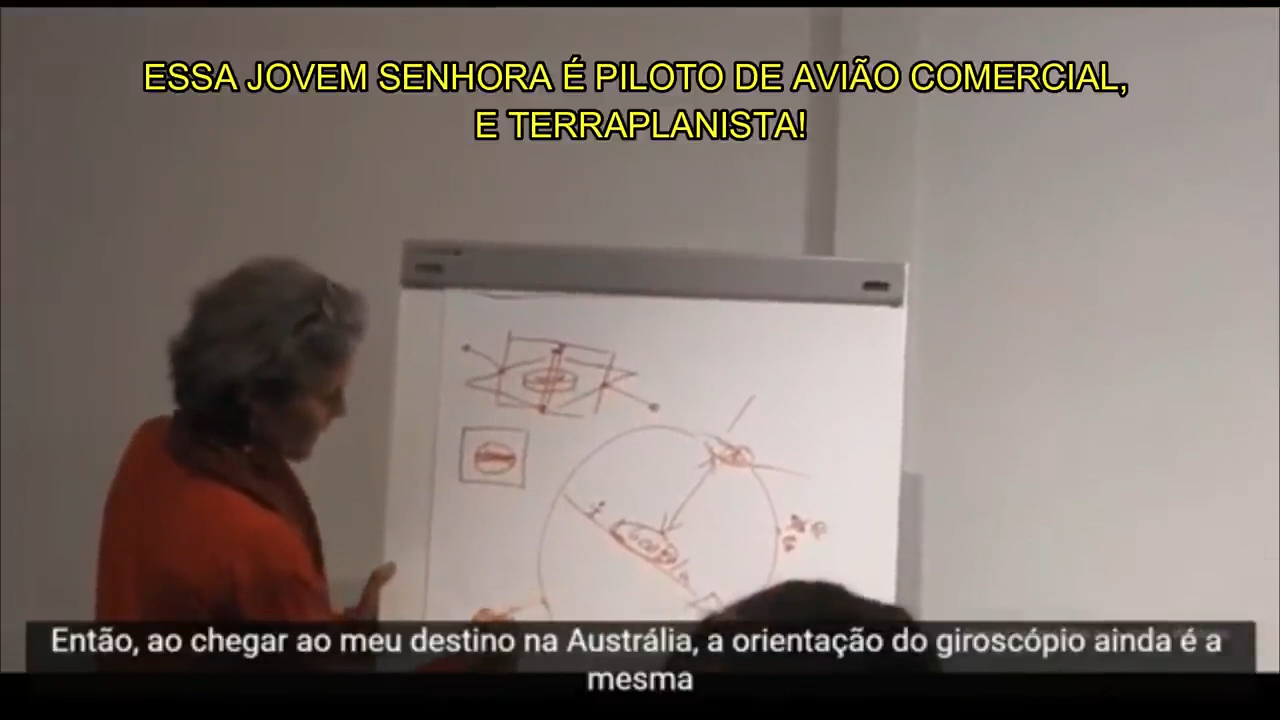 ESSA JOVEM SENHORA É PILOTO DE AVIÃO COMERCIAL,
E TERRAPLANISTA!
Então, ao chegar ao meu destino na Austrália, a orientação do giroscópio ainda é a
mesma